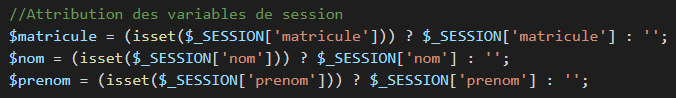 //Attribution des variables de session
$matricule = (isset($_SESSION['matricule'])) ? $_SESSION['matricule'] : '';
$nom = (isset($_SESSION['nom'])) ? $_SESSION['nom'] : '';
$prenom = (isset($_SESSION['prenom'])) ? $_SESSION['prenom'] : '';